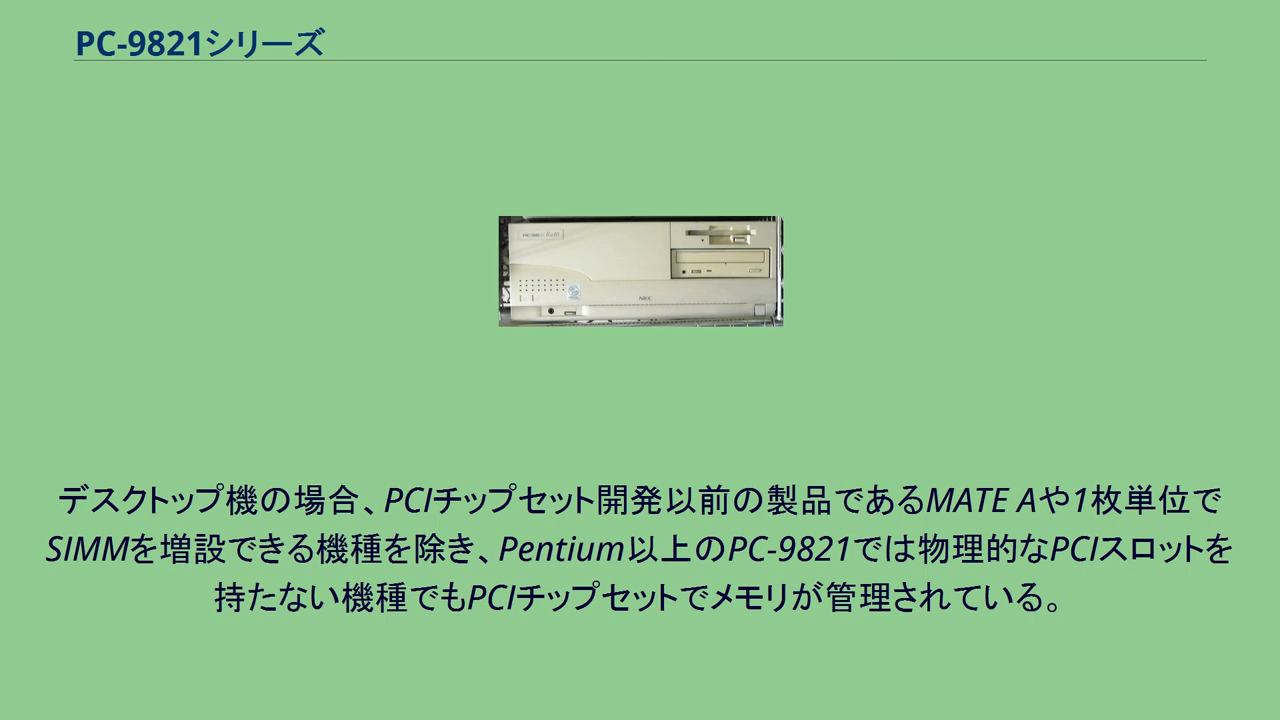 PC-9821シリーズ
NEC
デスクトップ機の場合、PCIチップセット開発以前の製品であるMATE Aや1枚単位で
SIMMを増設できる機種を除き、Pentium以上のPC-9821では物理的なPCIスロットを
持たない機種でもPCIチップセットでメモリが管理されている。